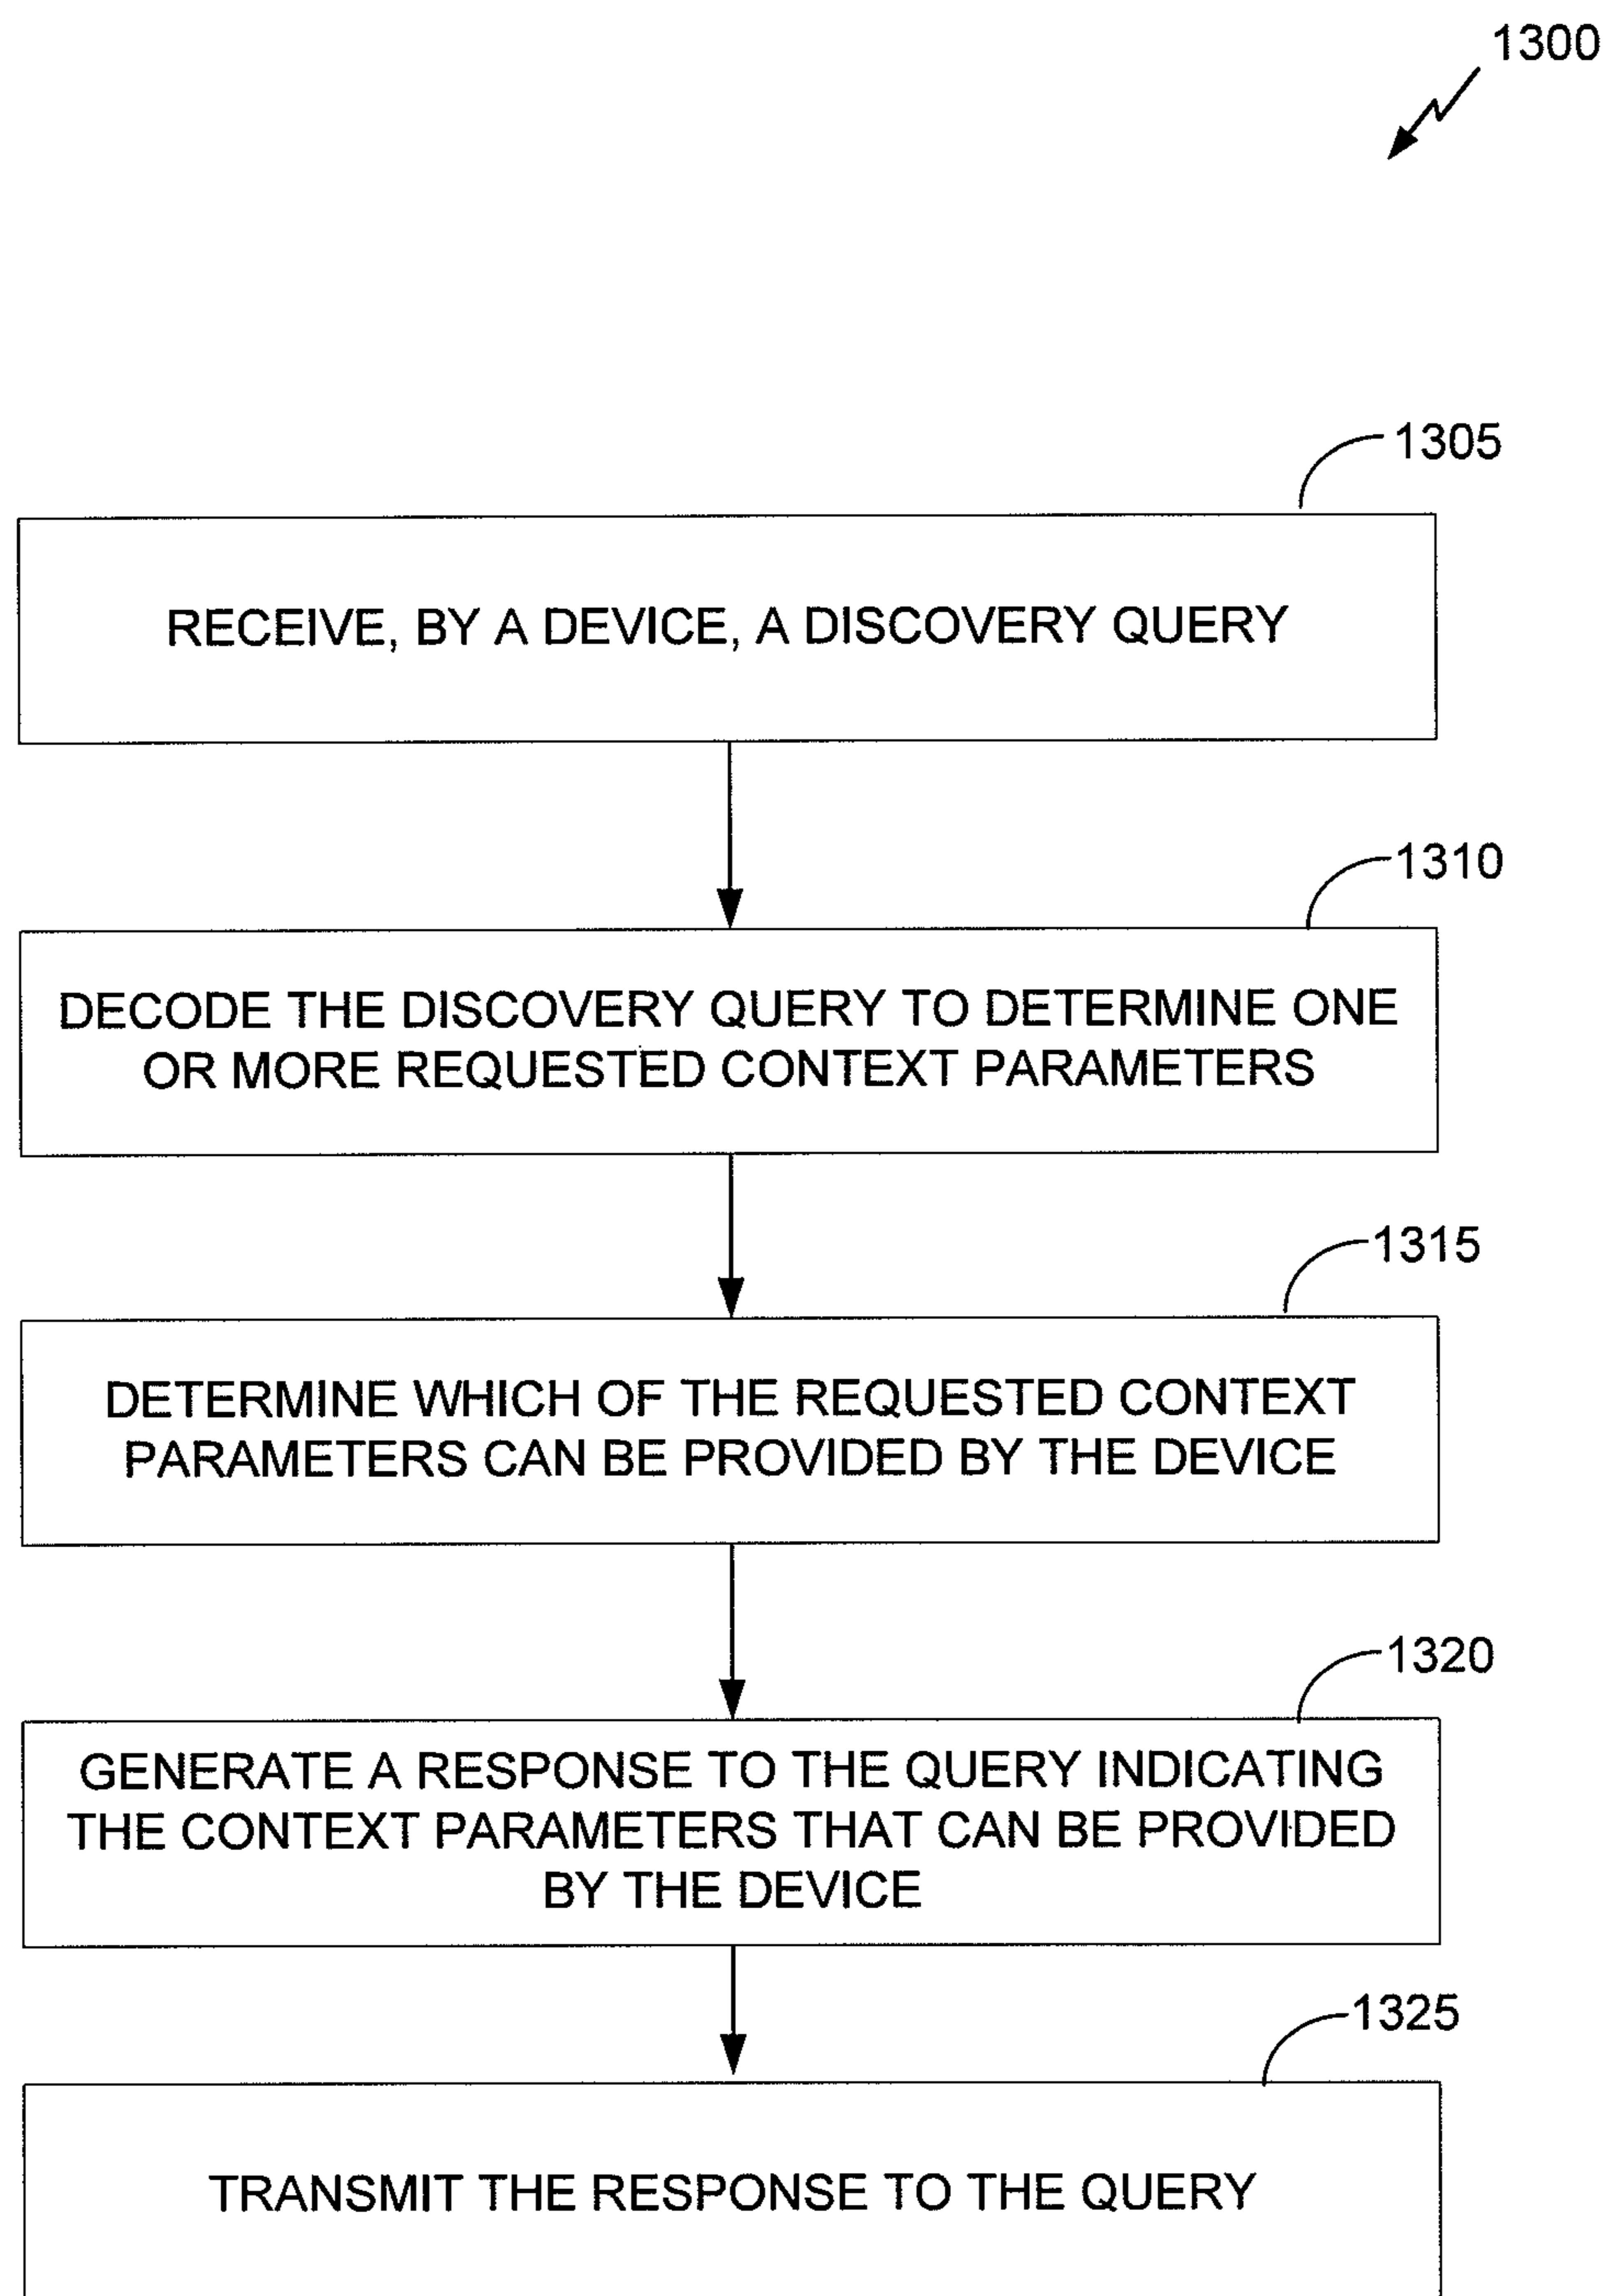 1300
1305
RECEIVE, BY A DEVICE, A DISCOVERY QUERY
1310
DECODE THE DISCOVERY QUERY TO DETERMINE ONE
OR MORE REQUESTED CONTEXT PARAMETERS
1315
DETERMINE WHICH OF THE REQUESTED CONTEXT
PARAMETERS CAN BE PROVIDED BY THE DEVICE
1320
GENERATE A RESPONSE TO THE QUERY INDICATING
THE CONTEXT PARAMETERS THAT CAN BE PROVIDED
BY THE DEVICE
1325
TRANSMIT THE RESPONSE TO THE QUERY